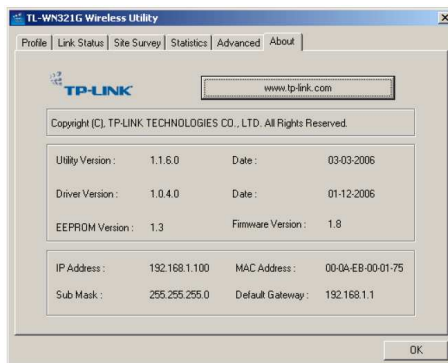 TL-WN321G Wireless Utility
Profile Link Status Site Survey Statistics Advanced About
TP-LINK www.tp-link.com
Copyright (C), TP-LINK TECHNOLOGIES CO., LTD. All Rights Reserved.
Utility Version : 1.1.6.0 Date : 03-03-2006
Driver Version : 1.0.4.0 Date : 01-12-2006
EEPROM Version : 1.3 Firmware Version : 1.8
IP Address : 192.168.1.100 MAC Address : 00-0A-EB-00-01-75
Sub Mask : 255.255.255.0 Default Gateway : 192.168.1.1
OK